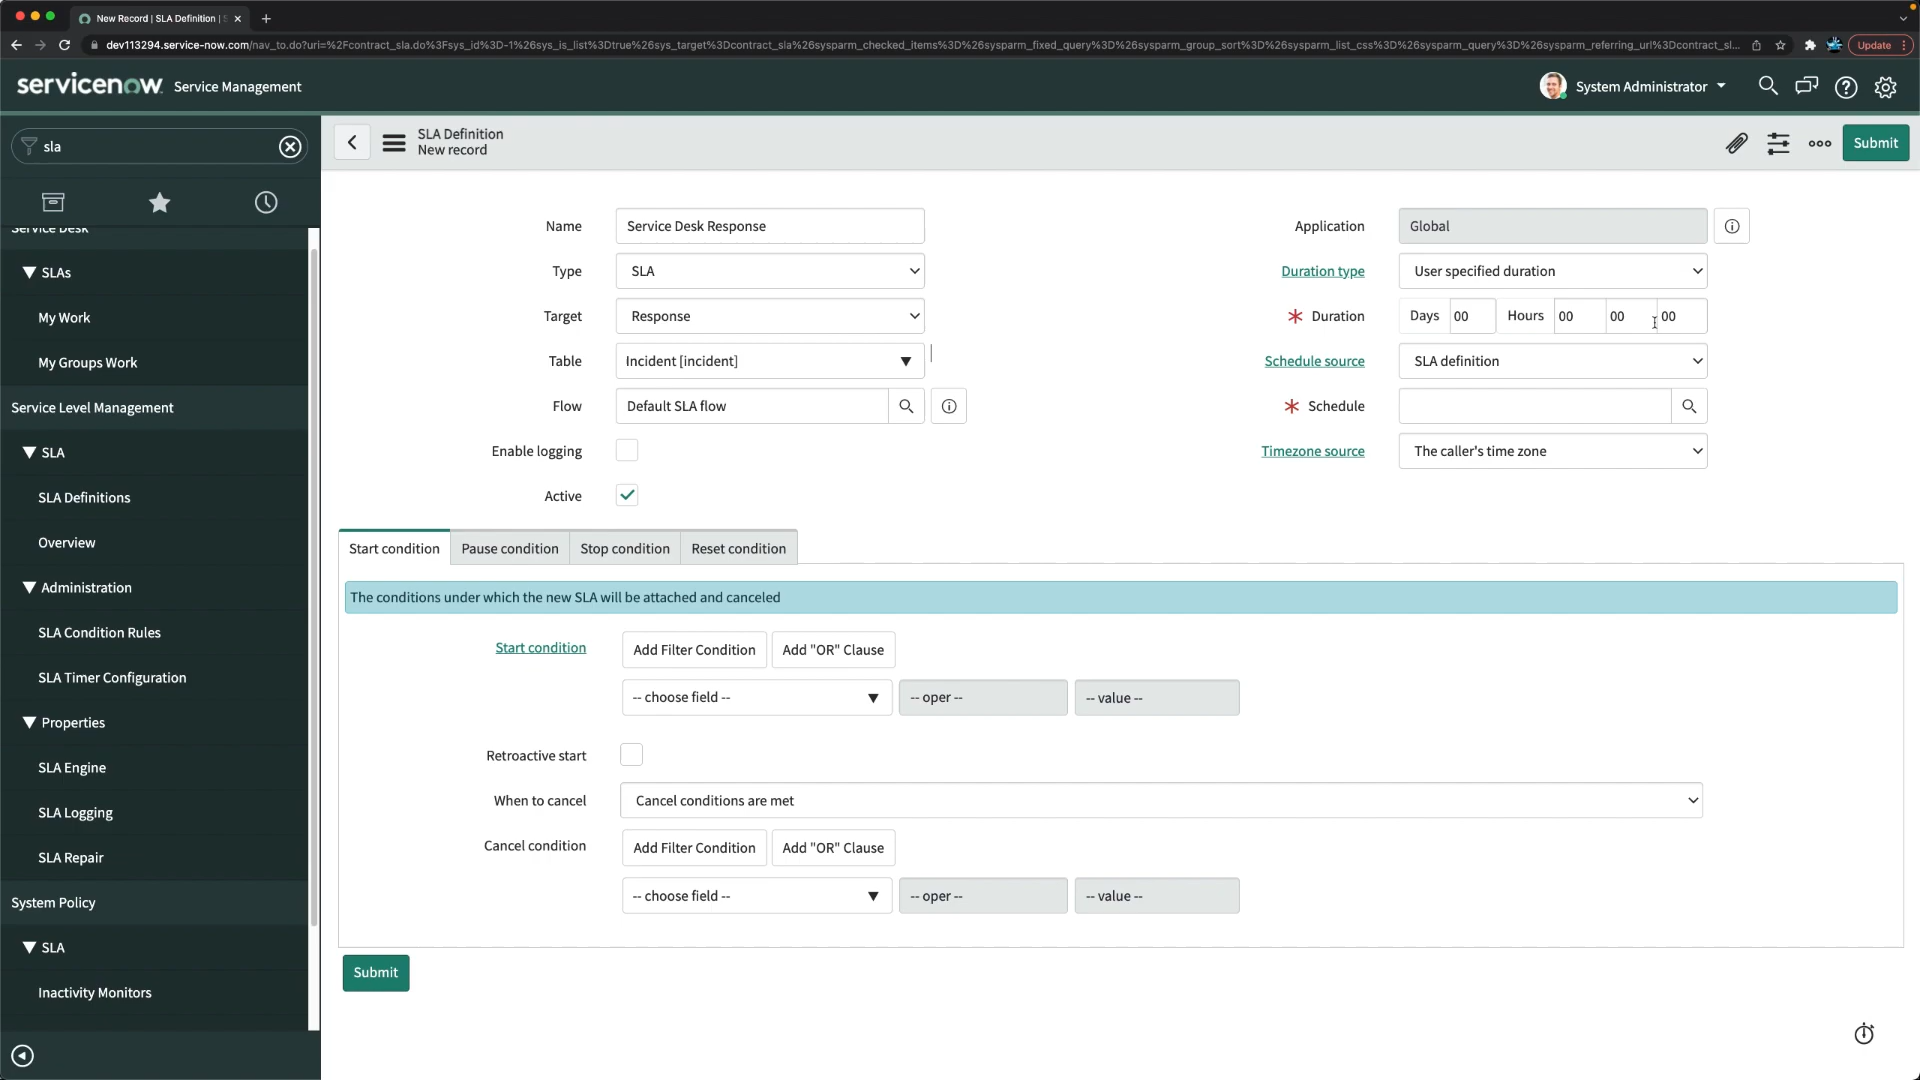 New Record | SLA Definition | S
dev113294.service-now.com/nav_to.do?uri=%2Fcontract_sla.do%3Fsys_id%3D-1%26sys_is_list%3Dtrue%26sys_target%3Dcontract_sla%26sysparm_checked_items%3D%26sysparm_fixed_query%3D%26sysparm_group_sort%3D%26sysparm_list_css%3D%26sysparm_query%3D%26sysparm_referring_url%3Dcontract_sl...
Update
servicenow Service Management
System Administrator
sla
SLA Definition
New record
Submit
Service Desk
SLAs
My Work
My Groups Work
Service Level Management
SLA
SLA Definitions
Overview
Administration
SLA Condition Rules
SLA Timer Configuration
Properties
SLA Engine
SLA Logging
SLA Repair
System Policy
SLA
Inactivity Monitors
Name Service Desk Response
Type SLA
Target Response
Table Incident [incident]
Flow Default SLA flow
Enable logging
Active
Application Global
Duration type User specified duration
Duration Days 00 Hours 00 00 00
Schedule source SLA definition
Schedule
Timezone source The caller's time zone
Start condition Pause condition Stop condition Reset condition
The conditions under which the new SLA will be attached and canceled
Start condition Add Filter Condition Add "OR" Clause
-- choose field -- -- oper -- -- value --
Retroactive start
When to cancel Cancel conditions are met
Cancel condition Add Filter Condition Add "OR" Clause
-- choose field -- -- oper -- -- value --
Submit